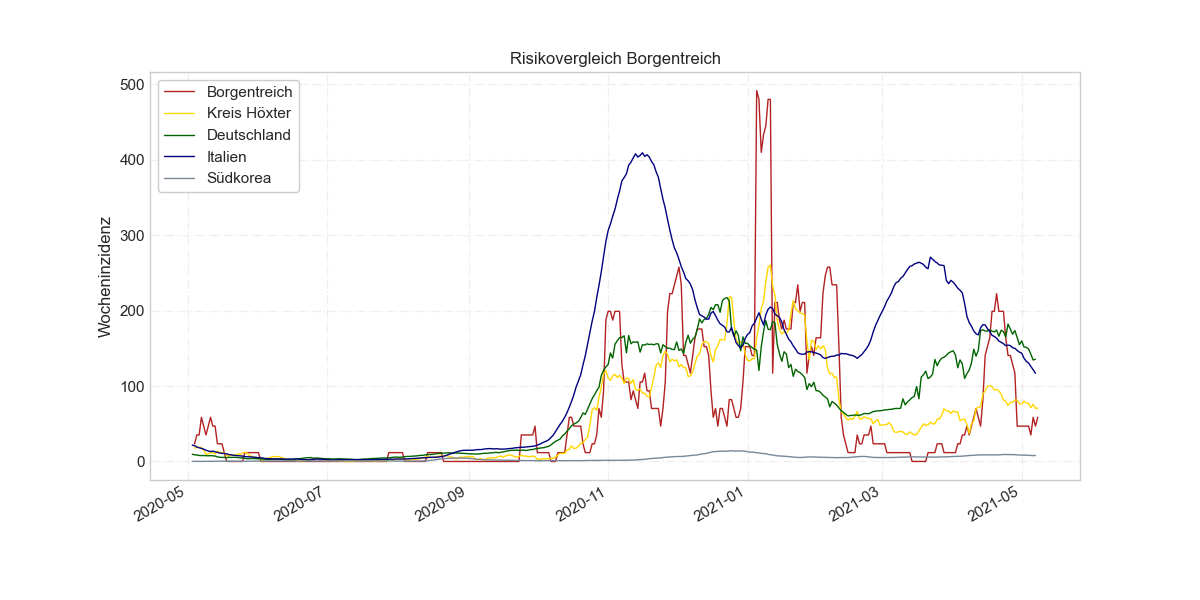 Risikovergleich Borgentreich
Wocheninzidenz
500
400
300
200
100
0
Borgentreich
Kreis Höxter
Deutschland
Italien
Südkorea
2020-05
2020-07
2020-09
2020-11
2021-01
2021-03
2021-05